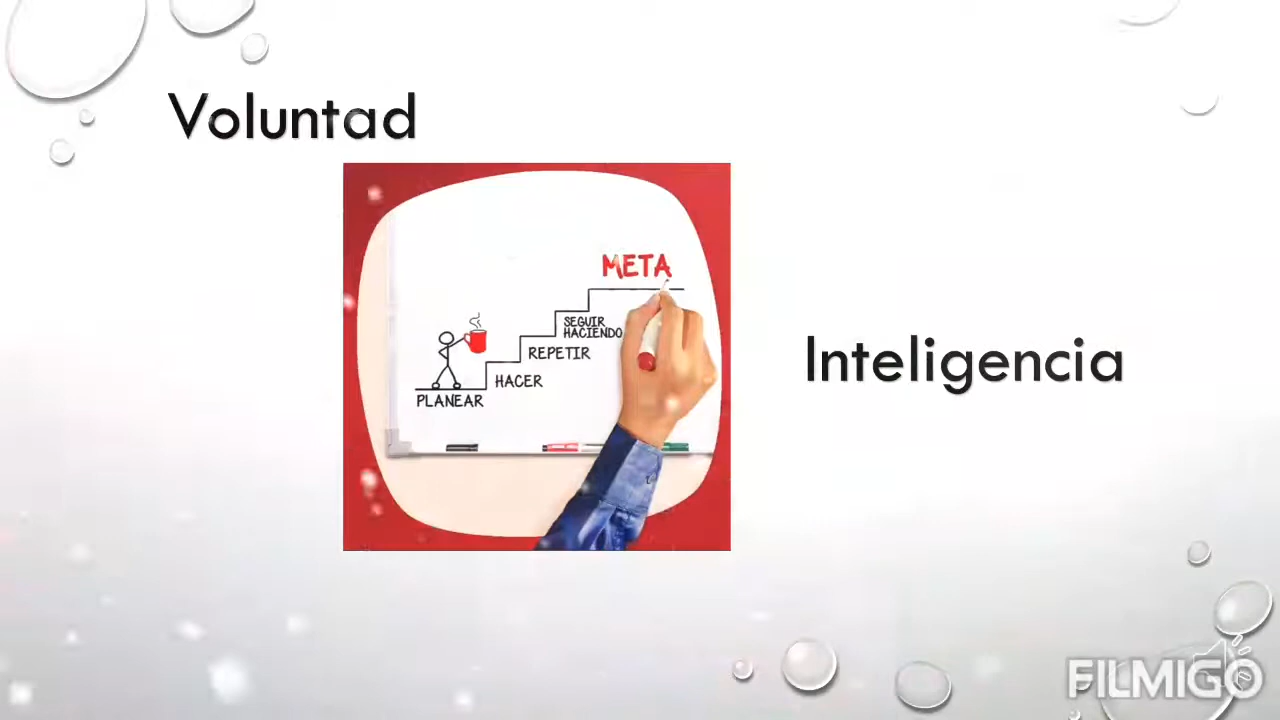 Voluntad
META
SEGUIR
HACIENDO
REPETIR
HACER
PLANEAR
Inteligencia
FILMIGO